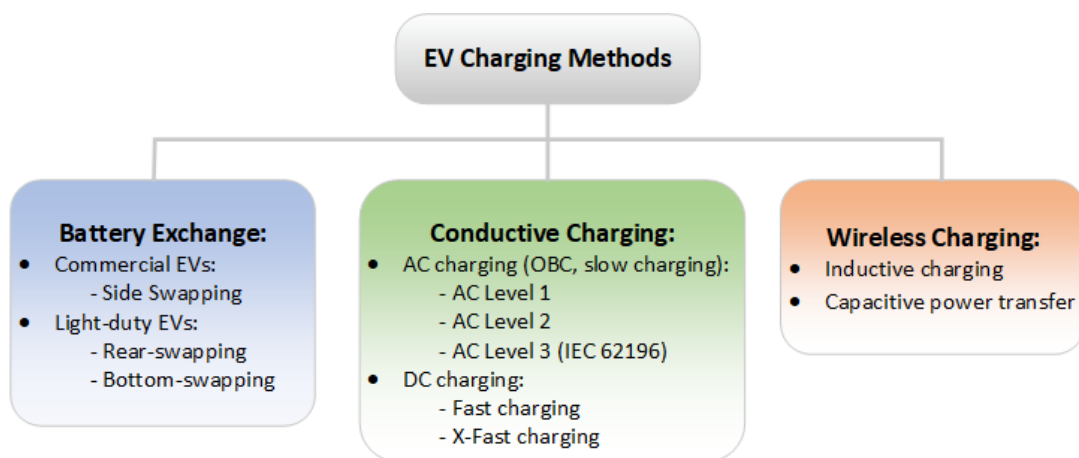 EV Charging Methods
Battery Exchange:
• Commercial EVs:
- Side Swapping
• Light-duty EVs:
- Rear-swapping
- Bottom-swapping
Conductive Charging:
• AC charging (OBC, slow charging):
- AC Level 1
- AC Level 2
- AC Level 3 (IEC 62196)
• DC charging:
- Fast charging
- X-Fast charging
Wireless Charging:
• Inductive charging
• Capacitive power transfer